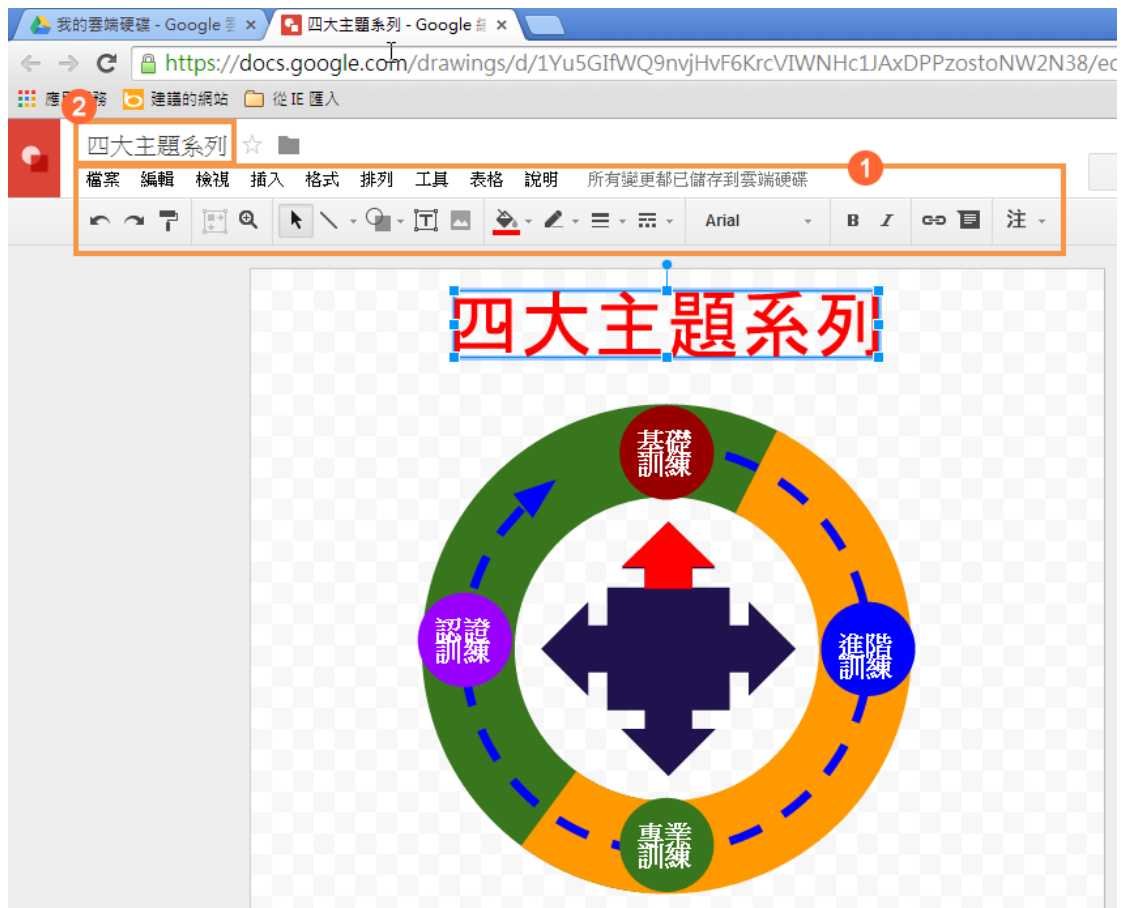 我的雲端硬碟 - Google 雲
四大主題系列 - Google 繪
https://docs.google.com/drawings/d/1Yu5GIfWQ9nvjHvF6KrcVIWNHc1JAxDPPzostoNW2N38/ec
建議的網站 從 IE 匯入
2
四大主題系列
檔案 編輯 檢視 插入 格式 排列 工具 表格 說明 所有變更都已儲存到雲端硬碟
1
Arial B I 注
四大主題系列
基礎
訓練
認證
訓練
進階
訓練
專業
訓練